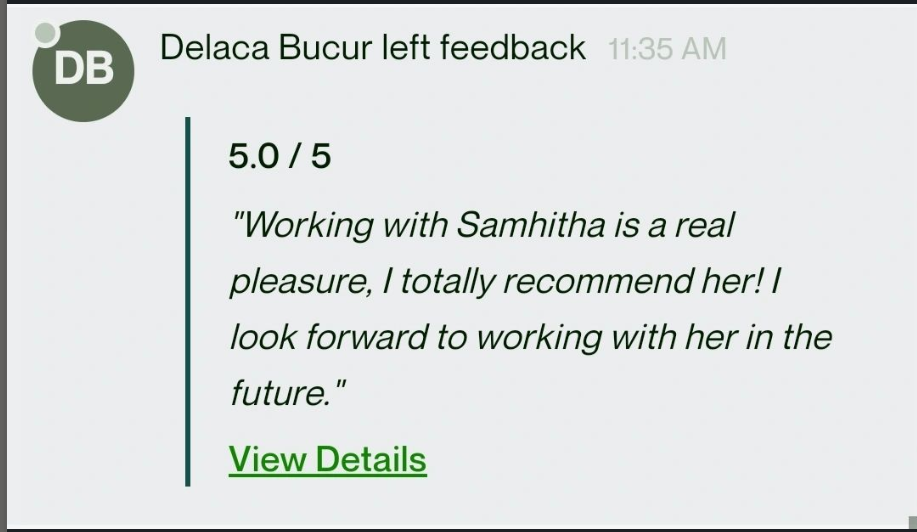 DB
Delaca Bucur left feedback 11:35 AM
5.0 / 5
"Working with Samhitha is a real
pleasure, I totally recommend her! I
look forward to working with her in the
future."
View Details